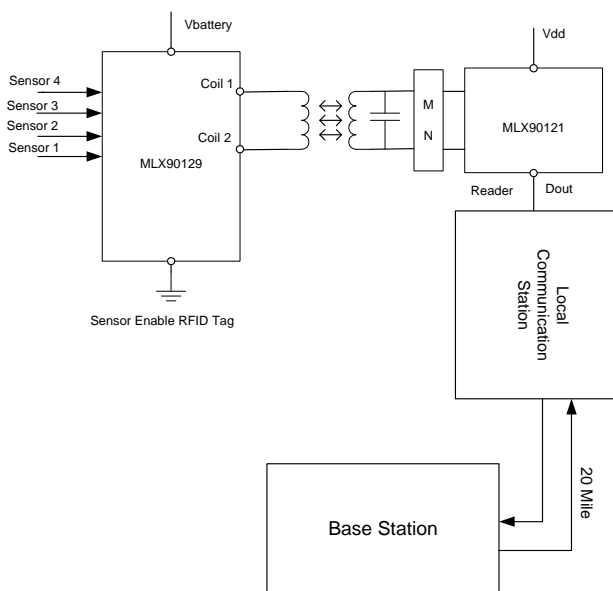 Vbattery
Vdd
Sensor 4
Sensor 3
Sensor 2
Sensor 1
Coil 1
Coil 2
MLX90129
M
N
MLX90121
Reader
Dout
Sensor Enable RFID Tag
Local
Communication
Station
20 Mile
Base Station